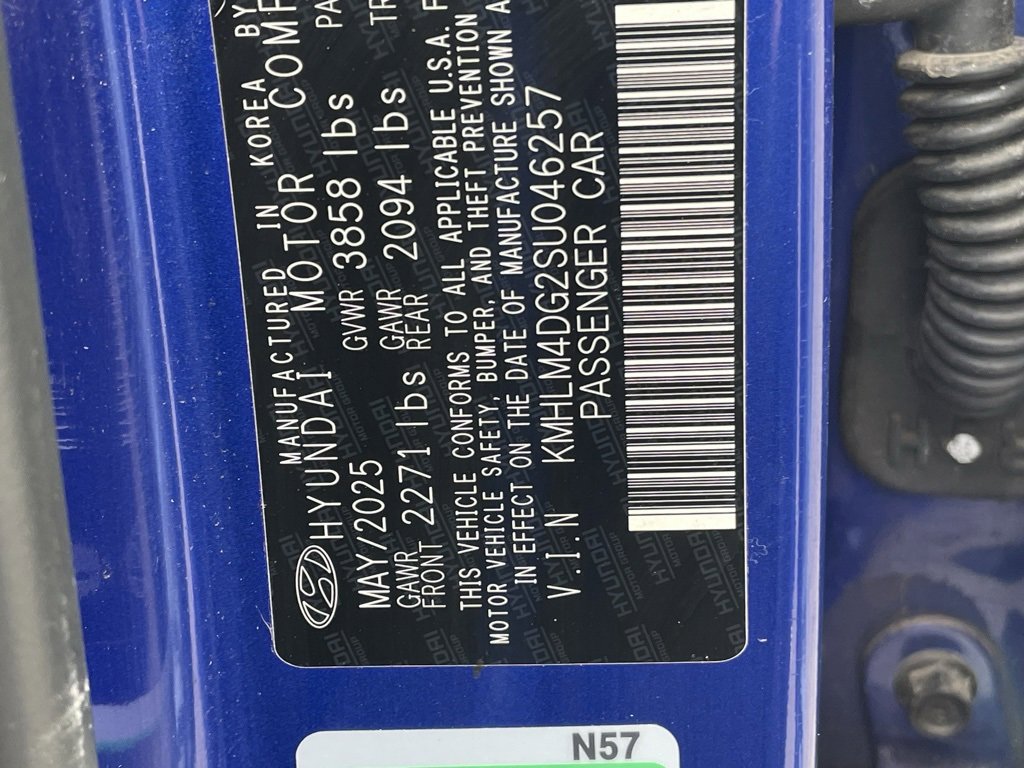 MANUFACTURED IN KOREA BY
HYUNDAI MOTOR COMP
MAY/2025 GVWR 3858 lbs PA
GAWR FRONT 2271 lbs GAWR REAR 2094 lbs TR
THIS VEHICLE CONFORMS TO ALL APPLICABLE U.S.A. F
MOTOR VEHICLE SAFETY, BUMPER, AND THEFT PREVENTION
IN EFFECT ON THE DATE OF MANUFACTURE SHOWN A
V.I.N KMHLM4DG2SU046257
PASSENGER CAR
N57